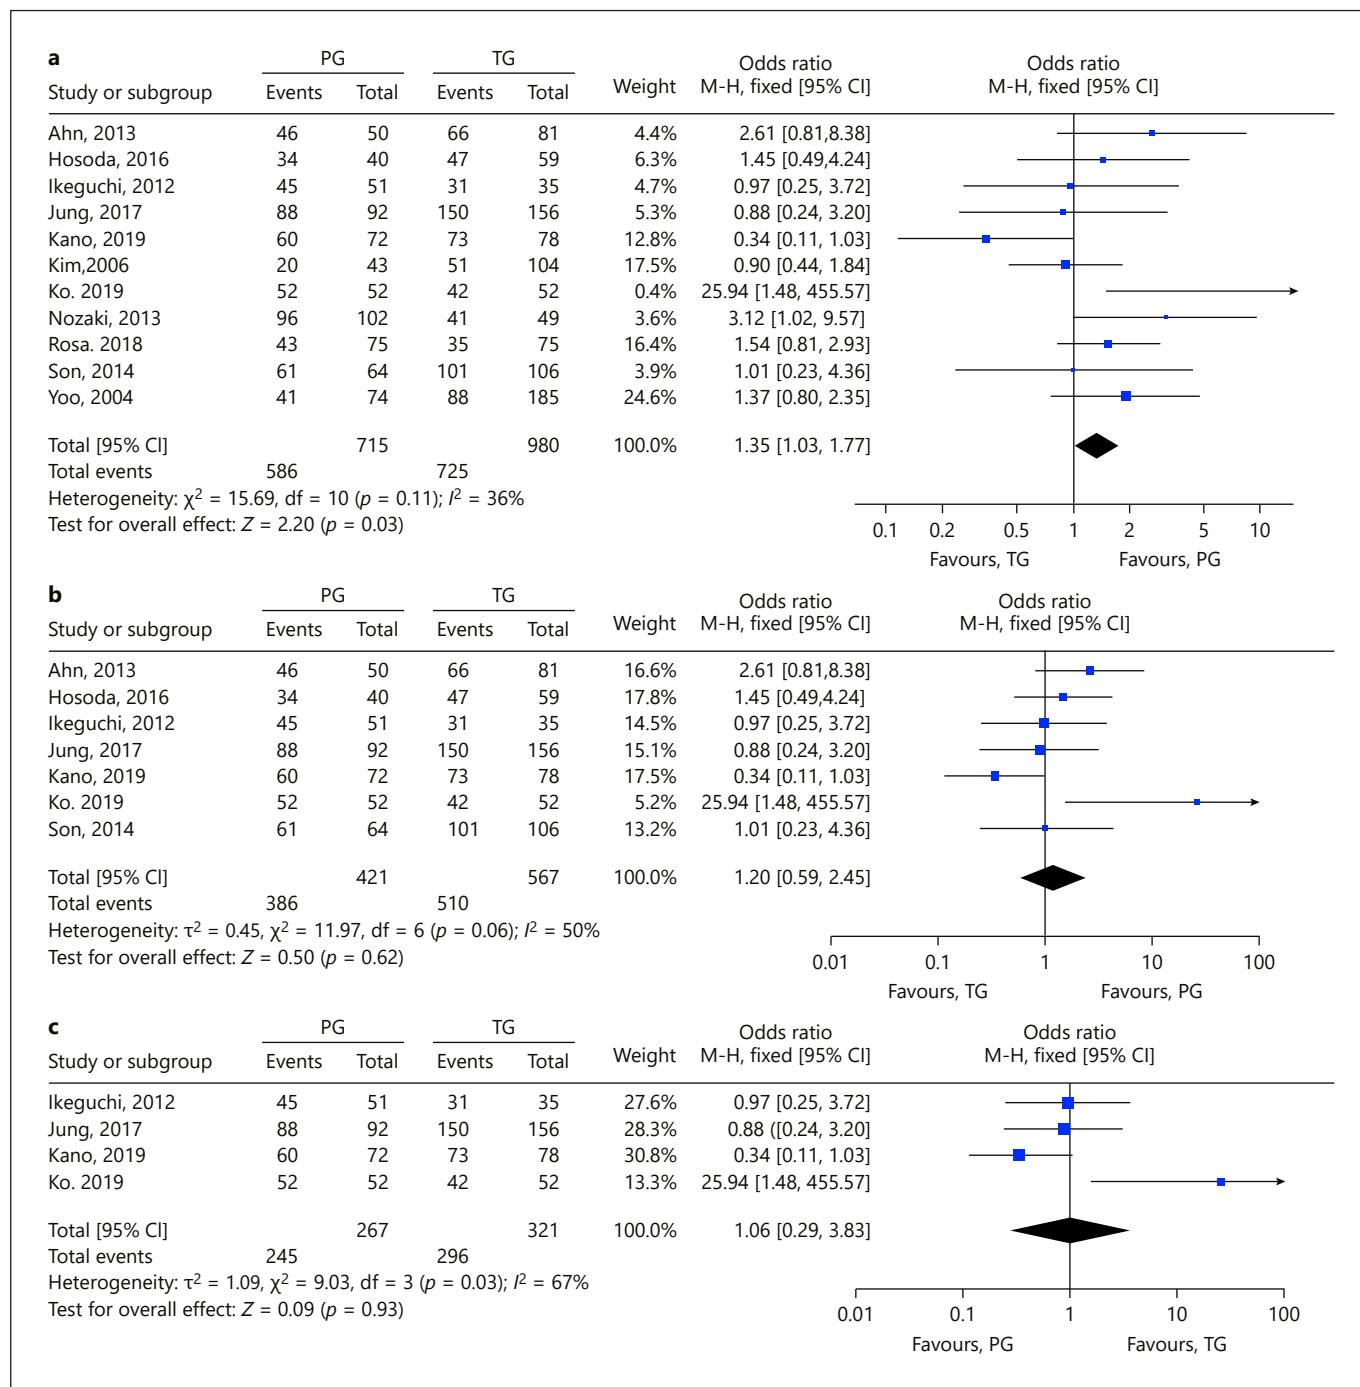 a PG TG Odds ratio Odds ratio
Study or subgroup Events Total Events Total Weight M-H, fixed [95% CI] M-H, fixed [95% CI]
Ahn, 2013 46 50 66 81 4.4% 2.61 [0.81,8.38]
Hosoda, 2016 34 40 47 59 6.3% 1.45 [0.49,4.24]
Ikeguchi, 2012 45 51 31 35 4.7% 0.97 [0.25, 3.72]
Jung, 2017 88 92 150 156 5.3% 0.88 [0.24, 3.20]
Kano, 2019 60 72 73 78 12.8% 0.34 [0.11, 1.03]
Kim,2006 20 43 51 104 17.5% 0.90 [0.44, 1.84]
Ko. 2019 52 52 42 52 0.4% 25.94 [1.48, 455.57]
Nozaki, 2013 96 102 41 49 3.6% 3.12 [1.02, 9.57]
Rosa. 2018 43 75 35 75 16.4% 1.54 [0.81, 2.93]
Son, 2014 61 64 101 106 3.9% 1.01 [0.23, 4.36]
Yoo, 2004 41 74 88 185 24.6% 1.37 [0.80, 2.35]
Total [95% CI] 715 980 100.0% 1.35 [1.03, 1.77]
Total events 586 725
Heterogeneity: χ² = 15.69, df = 10 (p = 0.11); I² = 36%
Test for overall effect: Z = 2.20 (p = 0.03)
0.1 0.2 0.5 1 2 5 10
Favours, TG Favours, PG
b PG TG Odds ratio Odds ratio
Study or subgroup Events Total Events Total Weight M-H, fixed [95% CI] M-H, fixed [95% CI]
Ahn, 2013 46 50 66 81 16.6% 2.61 [0.81,8.38]
Hosoda, 2016 34 40 47 59 17.8% 1.45 [0.49,4.24]
Ikeguchi, 2012 45 51 31 35 14.5% 0.97 [0.25, 3.72]
Jung, 2017 88 92 150 156 15.1% 0.88 [0.24, 3.20]
Kano, 2019 60 72 73 78 17.5% 0.34 [0.11, 1.03]
Ko. 2019 52 52 42 52 5.2% 25.94 [1.48, 455.57]
Son, 2014 61 64 101 106 13.2% 1.01 [0.23, 4.36]
Total [95% CI] 421 567 100.0% 1.20 [0.59, 2.45]
Total events 386 510
Heterogeneity: τ² = 0.45, χ² = 11.97, df = 6 (p = 0.06); I² = 50%
Test for overall effect: Z = 0.50 (p = 0.62)
0.01 0.1 1 10 100
Favours, TG Favours, PG
c PG TG Odds ratio Odds ratio
Study or subgroup Events Total Events Total Weight M-H, fixed [95% CI] M-H, fixed [95% CI]
Ikeguchi, 2012 45 51 31 35 27.6% 0.97 [0.25, 3.72]
Jung, 2017 88 92 150 156 28.3% 0.88 ([0.24, 3.20]
Kano, 2019 60 72 73 78 30.8% 0.34 [0.11, 1.03]
Ko. 2019 52 52 42 52 13.3% 25.94 [1.48, 455.57]
Total [95% CI] 267 321 100.0% 1.06 [0.29, 3.83]
Total events 245 296
Heterogeneity: τ² = 1.09, χ² = 9.03, df = 3 (p = 0.03); I² = 67%
Test for overall effect: Z = 0.09 (p = 0.93)
0.01 0.1 1 10 100
Favours, PG Favours, TG